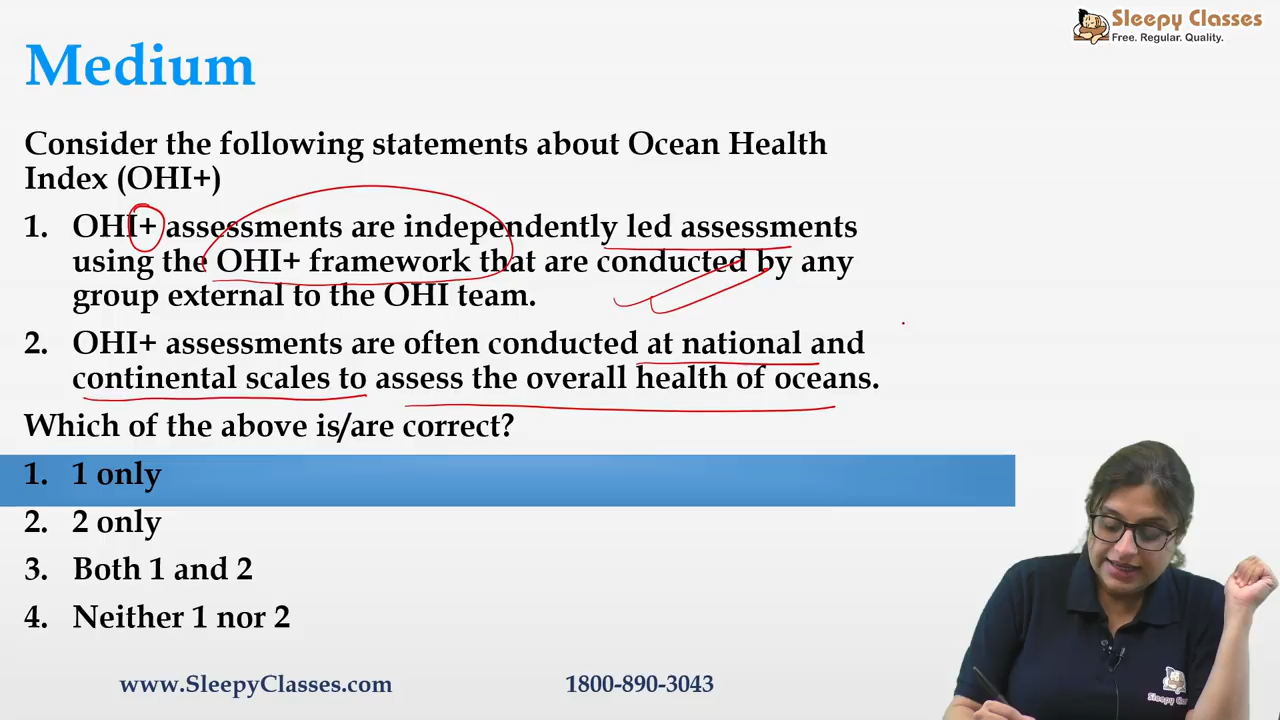 Sleepy Classes
Free. Regular. Quality.
Medium
Consider the following statements about Ocean Health
Index (OHI+)
1. OHI+ assessments are independently led assessments
using the OHI+ framework that are conducted by any
group external to the OHI team.
2. OHI+ assessments are often conducted at national and
continental scales to assess the overall health of oceans.
Which of the above is/are correct?
1. 1 only
2. 2 only
3. Both 1 and 2
4. Neither 1 nor 2
www.SleepyClasses.com 1800-890-3043